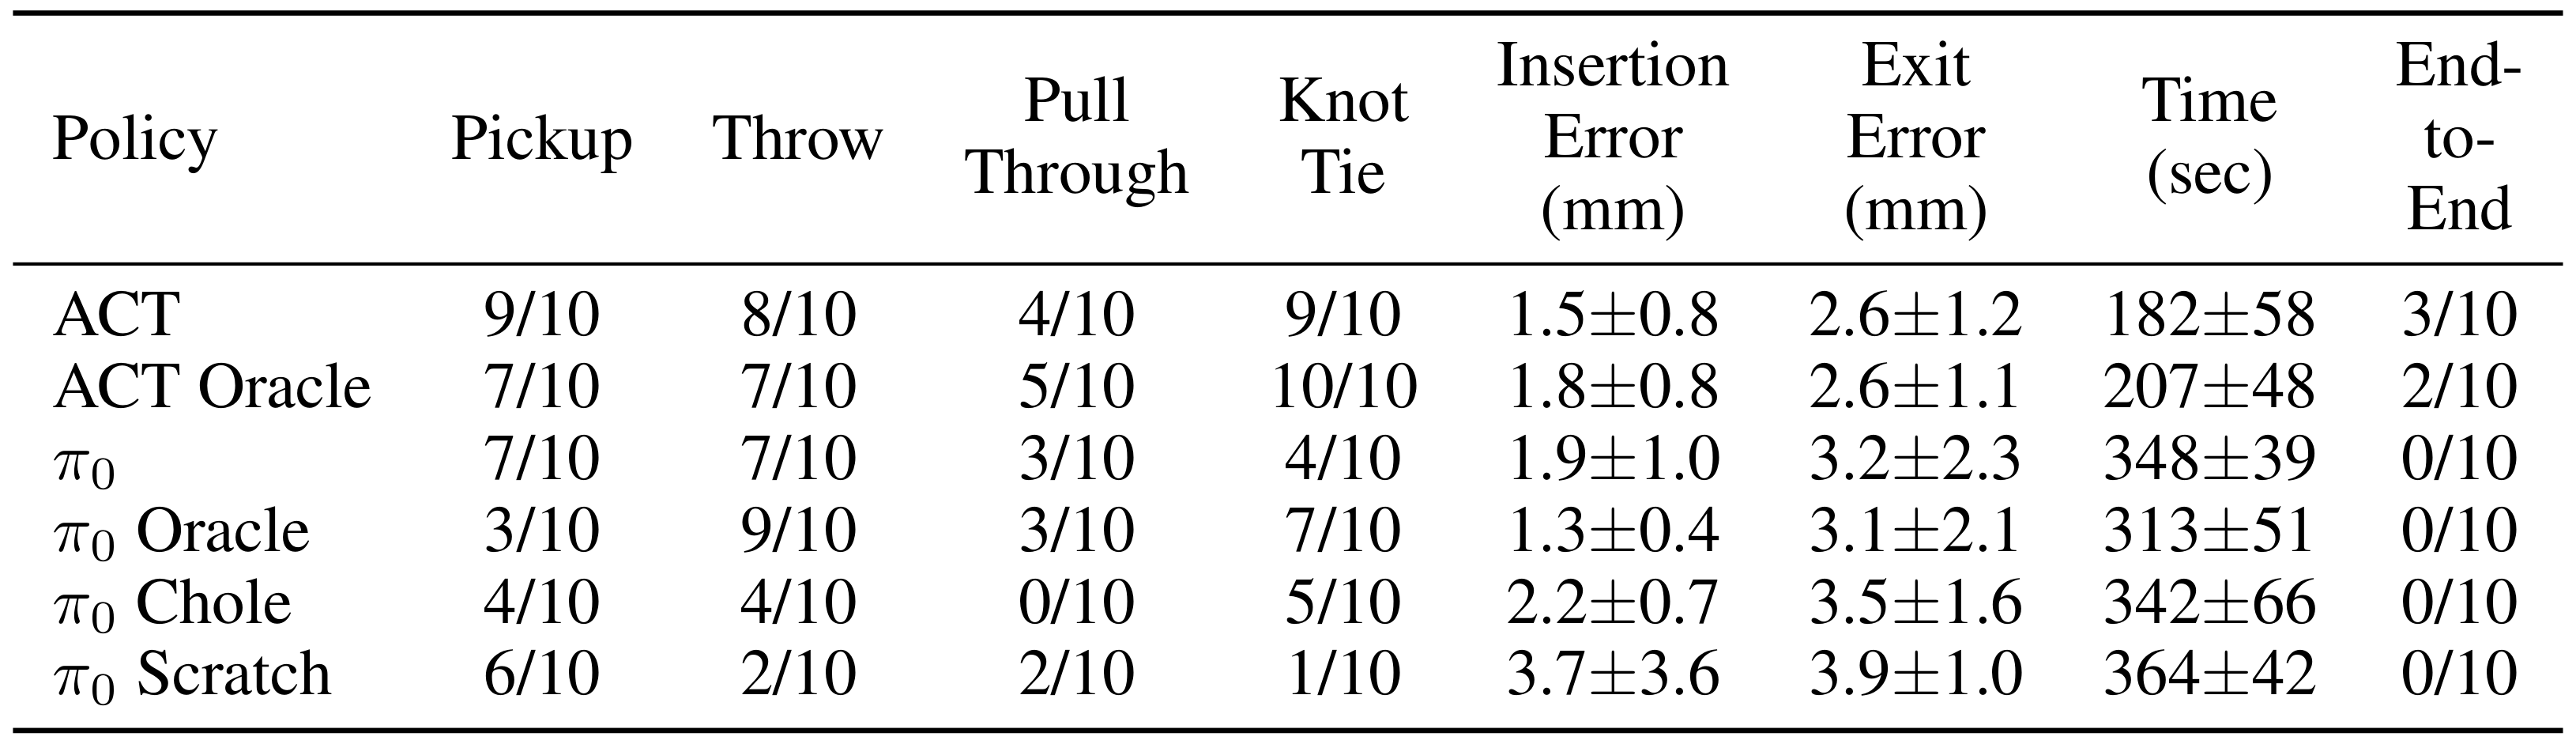 Policy Pickup Throw Pull Through Knot Tie Insertion Error (mm) Exit Error (mm) Time (sec) End-to-End
ACT 9/10 8/10 4/10 9/10 1.5±0.8 2.6±1.2 182±58 3/10
ACT Oracle 7/10 7/10 5/10 10/10 1.8±0.8 2.6±1.1 207±48 2/10
π₀ 7/10 7/10 3/10 4/10 1.9±1.0 3.2±2.3 348±39 0/10
π₀ Oracle 3/10 9/10 3/10 7/10 1.3±0.4 3.1±2.1 313±51 0/10
π₀ Chole 4/10 4/10 0/10 5/10 2.2±0.7 3.5±1.6 342±66 0/10
π₀ Scratch 6/10 2/10 2/10 1/10 3.7±3.6 3.9±1.0 364±42 0/10